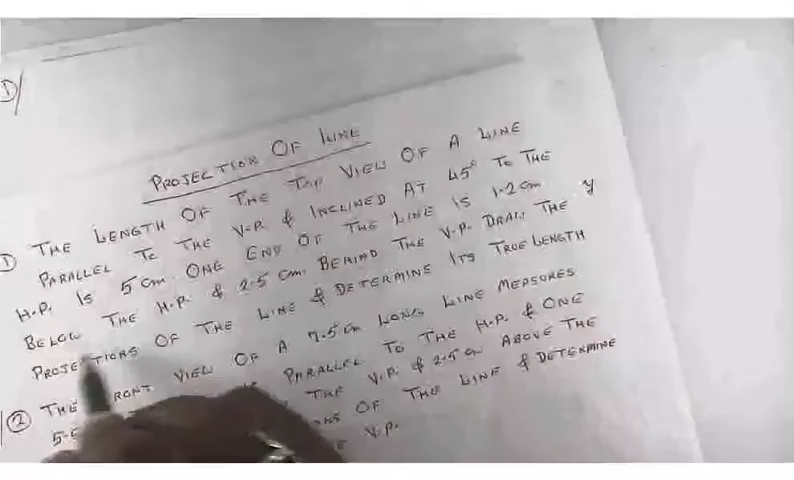 1)
PROJECTION OF LINE
1) THE LENGTH OF THE TOP VIEW OF A LINE
PARALLEL TO THE V.P. & INCLINED AT 45° TO THE
H.P. IS 5 cm. ONE END OF THE LINE IS 1.2 cm
BELOW THE H.P. & 2.5 cm. BEHIND THE V.P. DRAW THE
PROJECTIONS OF THE LINE & DETERMINE ITS TRUE LENGTH
2 THE FRONT VIEW OF A 7.5 cm LONG LINE MEASURES
PARALLEL TO THE H.P. & ONE
THE V.P. & 2.5 cm ABOVE THE
OF THE LINE & DETERMINE
V.P.